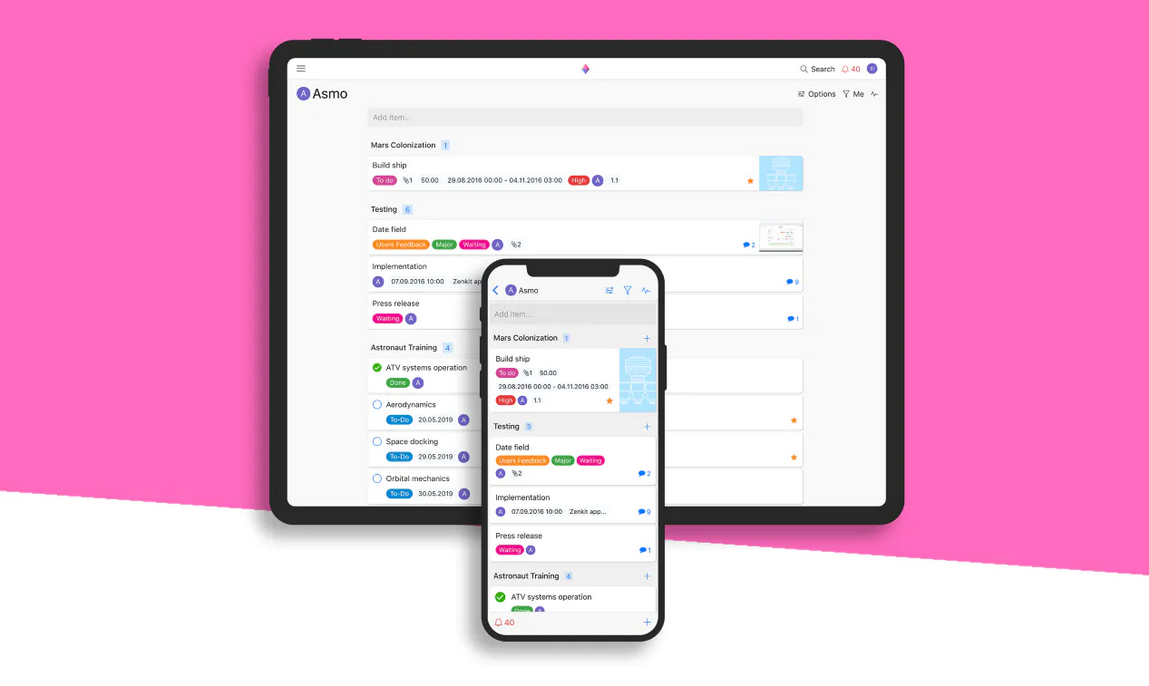 Search 40
A Asmo
Options Me
Add Item...
Mars Colonization 1
Build ship
To do 1 50.00 29.08.2016 00:00 - 04.11.2016 03:00 High A 1.1
Testing 6
Date field
Users Feedback Major Waiting A 2
2
Implementation
A 07.09.2016 10:00 Zenkit ap
9
Press release
Waiting A
1
Astronaut Training 4
ATV systems operation
Done A
Aerodynamics
To-Do 20.05.2019 A
Space docking
To-Do 29.05.2019 A
Orbital mechanics
To-Do 30.05.2019 A
A Asmo
Add Item...
Mars Colonization 1
Build ship
To do 1 50.00
29.08.2016 00:00 - 04.11.2016 03:00
High A 1.1
Testing 3
Date field
Users Feedback Major Waiting
A 2
2
Implementation
A 07.09.2016 10:00 Zenkit app...
9
Press release
Waiting A
1
Astronaut Training 4
ATV systems operation
Done A
40